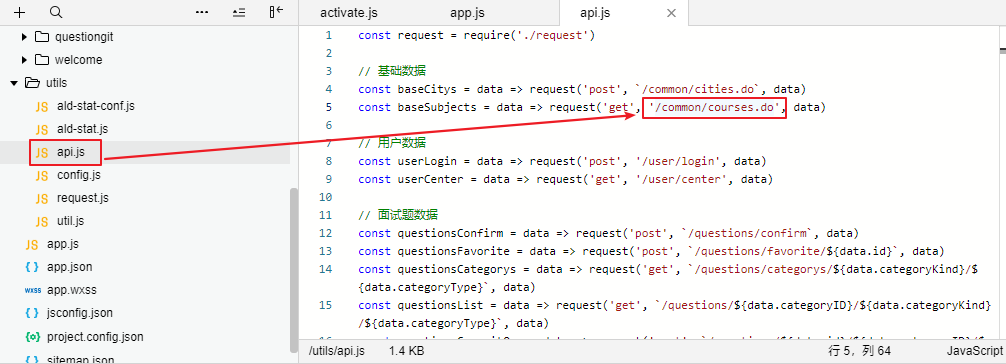 activate.js
app.js
api.js
questiongit
welcome
utils
JS ald-stat-conf.js
JS ald-stat.js
JS api.js
JS config.js
JS request.js
JS util.js
JS app.js
{ } app.json
wxss app.wxss
{ } jsconfig.json
{o} project.config.json
sitemap.json
1 const request = require('./request')
2
3 // 基础数据
4 const baseCitys = data => request('post', `/common/cities.do`, data)
5 const baseSubjects = data => request('get', '/common/courses.do', data)
6
7 // 用户数据
8 const userLogin = data => request('post', '/user/login', data)
9 const userCenter = data => request('get', '/user/center', data)
10
11 // 面试题数据
12 const questionsConfirm = data => request('post', `/questions/confirm`, data)
13 const questionsFavorite = data => request('post', `/questions/favorite/${data.id}`, data)
14 const questionsCategorys = data => request('get', `/questions/categorys/${data.categoryKind}/$
{data.categoryType}`, data)
15 const questionsList = data => request('get', `/questions/${data.categoryID}/${data.categoryKind}
/${data.categoryType}`, data)
/utils/api.js
1.4 KB
行 5，列 64
JavaScript